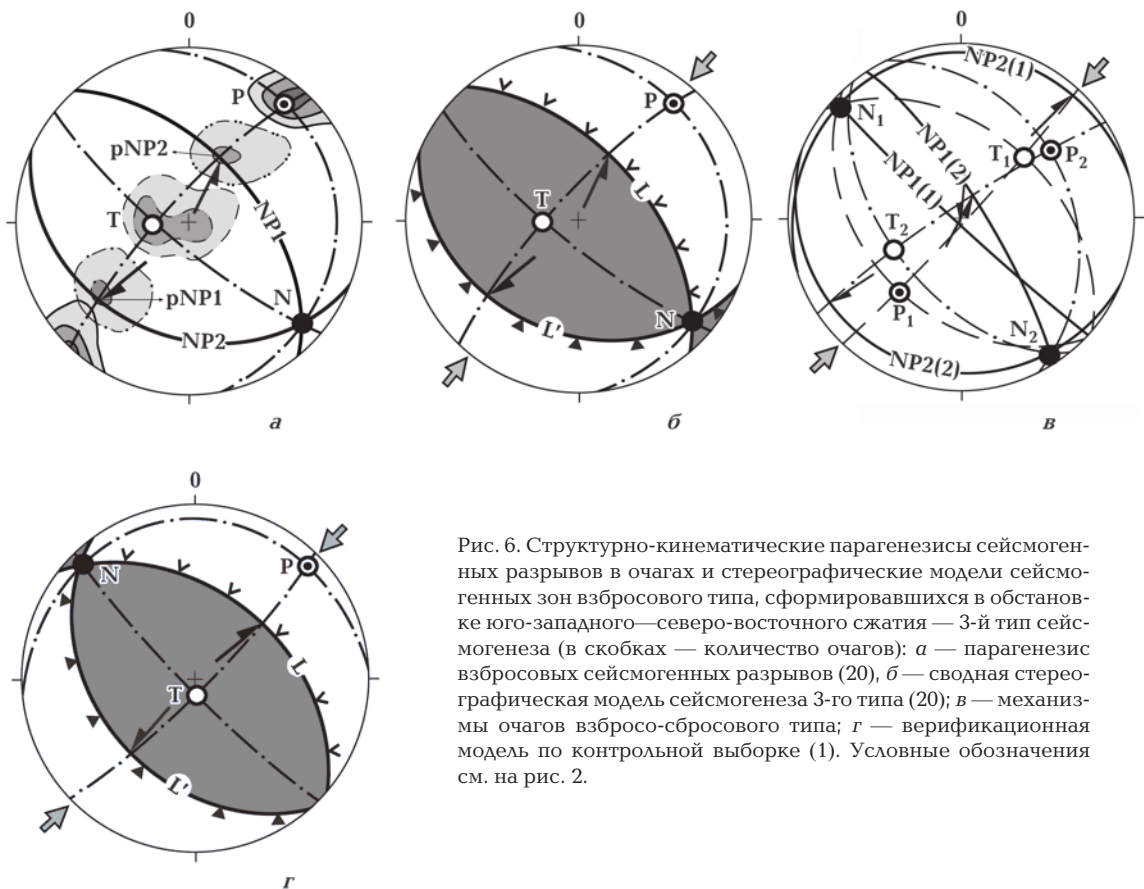 0
P
pNP2
T
NP1
pNP1
N
NP2
а
0
P
T
L
N
L'
б
0
NP2(1)
N₁
NP1(2)
T₁
P₂
NP1(1)
T₂
P₁
N₂
NP2(2)
в
0
N
P
L
T
L'
г
Рис. 6. Структурно-кинематические парагенезисы сейсмоген-
ных разрывов в очагах и стереографические модели сейсмо-
генных зон взбросового типа, сформировавшихся в обстанов-
ке юго-западного—северо-восточного сжатия — 3-й тип сейс-
могенеза (в скобках — количество очагов): а — парагенезис
взбросовых сейсмогенных разрывов (20), б — сводная стерео-
графическая модель сейсмогенеза 3-го типа (20); в — механиз-
мы очагов взбросо-сбросового типа; г — верификационная
модель по контрольной выборке (1). Условные обозначения
см. на рис. 2.